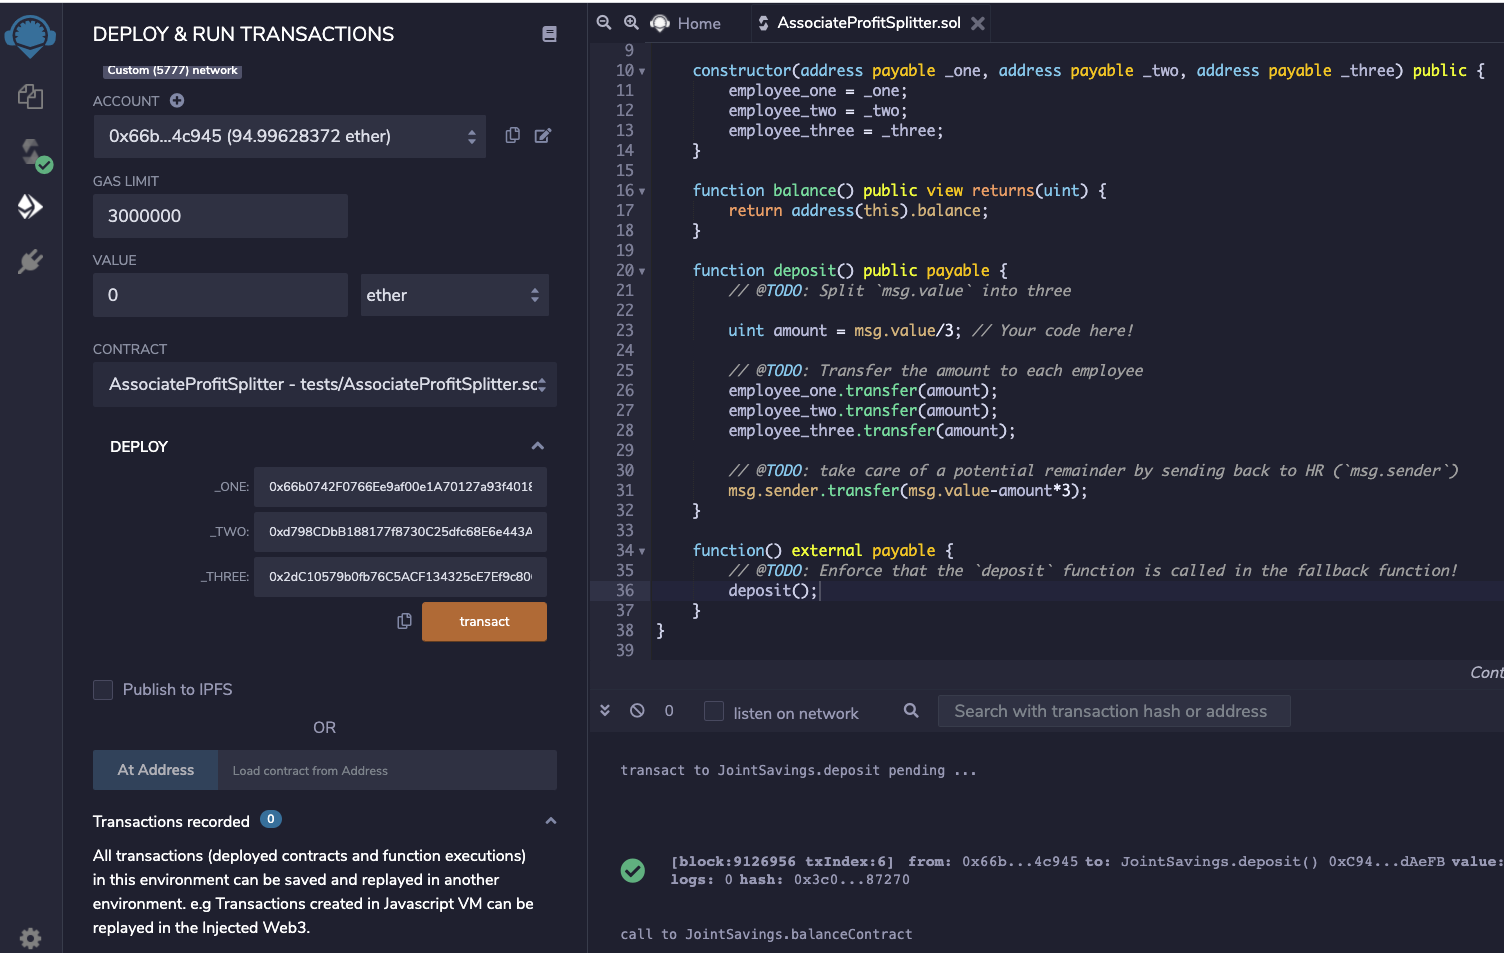 DEPLOY & RUN TRANSACTIONS
Custom (5777) network
ACCOUNT
0x66b...4c945 (94.99628372 ether)
GAS LIMIT
3000000
VALUE
0
ether
CONTRACT
AssociateProfitSplitter - tests/AssociateProfitSplitter.sc
DEPLOY
_ONE:
0x66b0742F0766Ee9af00e1A70127a93f4018
_TWO:
0xd798CDbB188177f8730C25dfc68E6e443A
_THREE:
0x2dC10579b0fb76C5ACF134325cE7Ef9c80
transact
Publish to IPFS
OR
At Address
Load contract from Address
Transactions recorded 0
All transactions (deployed contracts and function executions)
in this environment can be saved and replayed in another
environment. e.g Transactions created in Javascript VM can be
replayed in the Injected Web3.
Home
AssociateProfitSplitter.sol
9
10 constructor(address payable _one, address payable _two, address payable _three) public {
11 employee_one = _one;
12 employee_two = _two;
13 employee_three = _three;
14 }
15
16 function balance() public view returns(uint) {
17 return address(this).balance;
18 }
19
20 function deposit() public payable {
21 // @TODO: Split `msg.value` into three
22
23 uint amount = msg.value/3; // Your code here!
24
25 // @TODO: Transfer the amount to each employee
26 employee_one.transfer(amount);
27 employee_two.transfer(amount);
28 employee_three.transfer(amount);
29
30 // @TODO: take care of a potential remainder by sending back to HR (`msg.sender`)
31 msg.sender.transfer(msg.value-amount*3);
32 }
33
34 function() external payable {
35 // @TODO: Enforce that the `deposit` function is called in the fallback function!
36 deposit();
37 }
38 }
39
Cont
0
listen on network
Search with transaction hash or address
transact to JointSavings.deposit pending ...
[block:9126956 txIndex:6] from: 0x66b...4c945 to: JointSavings.deposit() 0xC94...dAeFB value:
logs: 0 hash: 0x3c0...87270
call to JointSavings.balanceContract